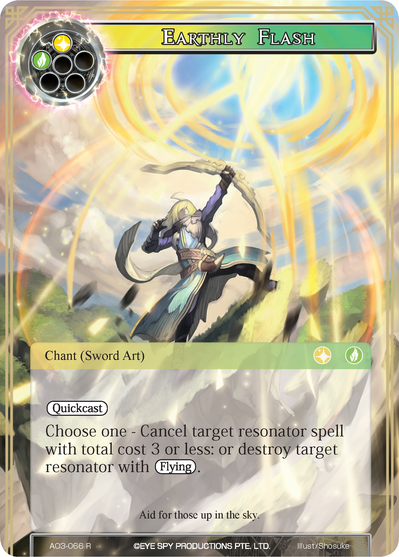 Earthly Flash
Chant (Sword Art)
Quickcast
Choose one - Cancel target resonator spell
with total cost 3 or less: or destroy target
resonator with Flying).
Aid for those up in the sky.
A03-066 R
©EYE SPY PRODUCTIONS PTE. LTD.
Illust/Shosuke